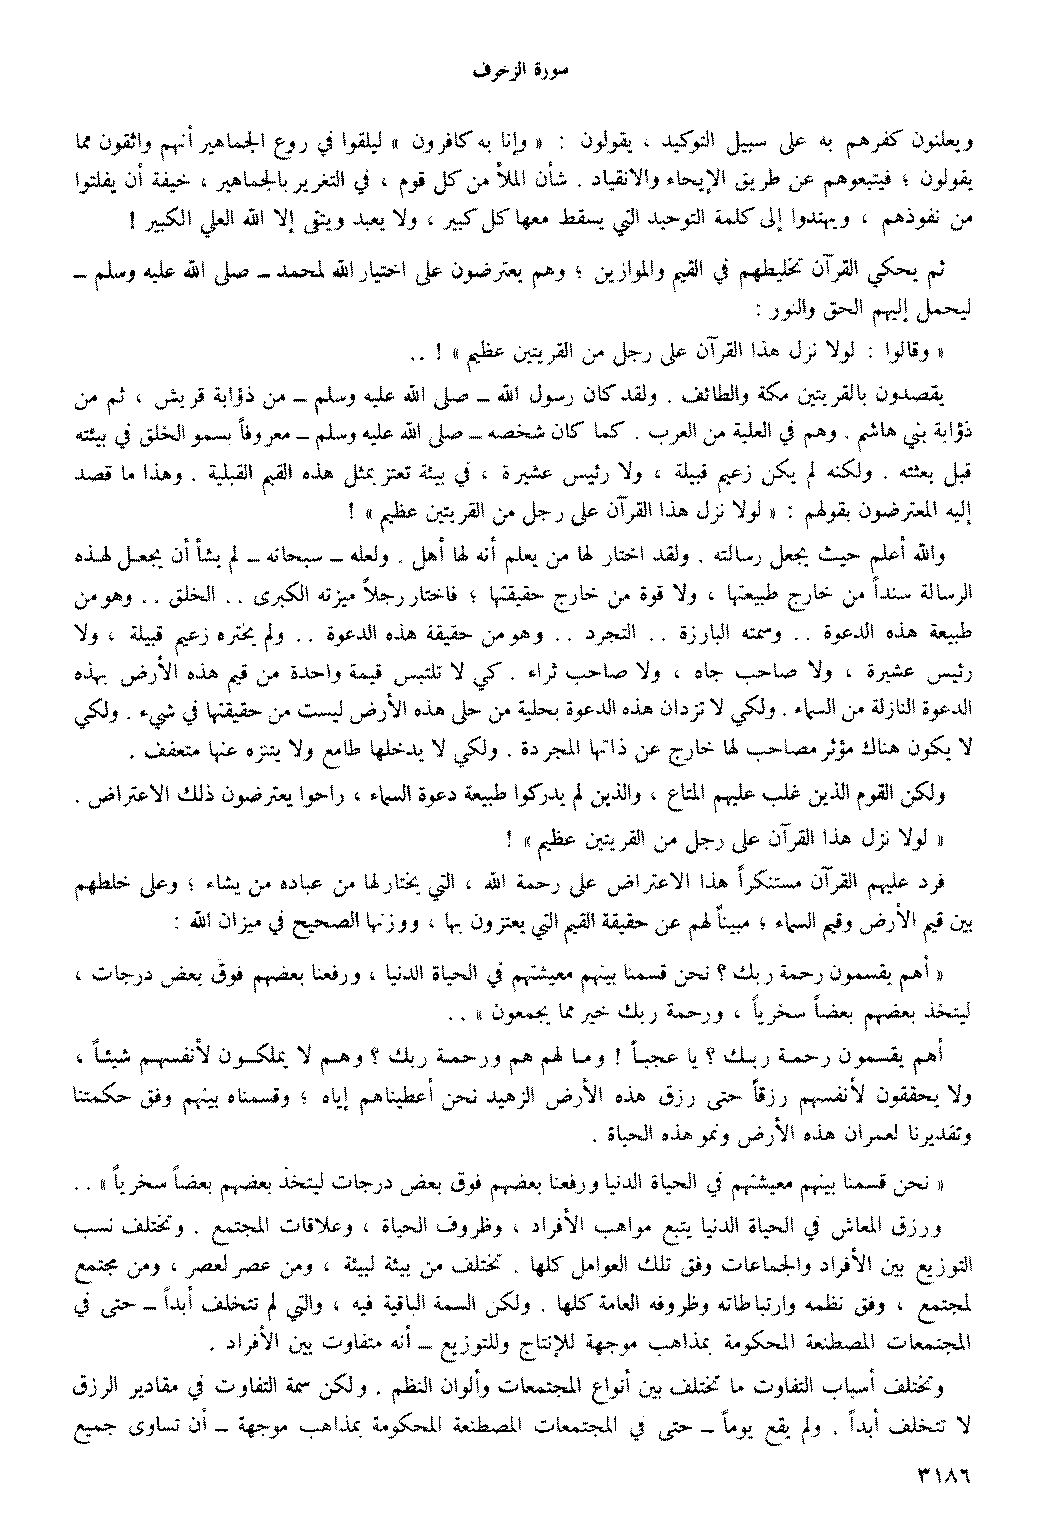 سورة الزخرف
ويعلنون كفرهم به على سبيل التوكيد ، يقولون : « وإنا به كافرون » ليلقوا في روع الجماهير أنهم واثقون مما
يقولون ؛ فيتبعوهم عن طريق الإيحاء والانقياد . شأن الملأ من كل قوم ، في التغرير بالجماهير ، خيفة أن يفلتوا
من نفوذهم ، ويهتدوا إلى كلمة التوحيد التي يسقط معها كل كبير ، ولا يعبد ويتقى إلا الله العلي الكبير !
ثم يحكي القرآن تخليطهم في القيم والموازين ؛ وهم يعترضون على اختيار الله لمحمد – صلى الله عليه وسلم –
ليحمل إليهم الحق والنور :
« وقالوا : لولا نزل هذا القرآن على رجل من القريتين عظيم » ! ..
يقصدون بالقريتين مكة والطائف . ولقد كان رسول الله – صلى الله عليه وسلم – من ذؤابة قريش ، ثم من
ذؤابة بني هاشم . وهم في العلية من العرب . كما كان شخصه – صلى الله عليه وسلم – معروفاً بسمو الخلق في بيئته
قبل بعثته . ولكنه لم يكن زعيم قبيلة ، ولا رئيس عشيرة ، في بيئة تعتز بمثل هذه القيم القبلية . وهذا ما قصد
إليه المعترضون بقولهم : « لولا نزل هذا القرآن على رجل من القريتين عظيم » !
والله أعلم حيث يجعل رسالته . ولقد اختار لها من يعلم أنه لها أهل . ولعله – سبحانه – لم يشأ أن يجعل لهذه
الرسالة سنداً من خارج طبيعتها ، ولا قوة من خارج حقيقتها ؛ فاختار رجلاً ميزته الكبرى .. الخلق .. وهو من
طبيعة هذه الدعوة .. وسمته البارزة .. التجرد .. وهو من حقيقة هذه الدعوة .. ولم يختره زعيم قبيلة ، ولا
رئيس عشيرة ، ولا صاحب جاه ، ولا صاحب ثراء . كي لا تلتبس قيمة واحدة من قيم هذه الأرض بهذه
الدعوة النازلة من السماء . ولكي لا تزدان هذه الدعوة بحلية من حلى هذه الأرض ليست من حقيقتها في شيء . ولكي
لا يكون هناك مؤثر مصاحب لها خارج عن ذاتها المجردة . ولكي لا يدخلها طامع ولا يتنزه عنها متعفف .
ولكن القوم الذين غلب عليهم المتاع ، والذين لم يدركوا طبيعة دعوة السماء ، راحوا يعترضون ذلك الاعتراض .
« لولا نزل هذا القرآن على رجل من القريتين عظيم » !
فرد عليهم القرآن مستنكراً هذا الاعتراض على رحمة الله ، التي يختار لها من عباده من يشاء ؛ وعلى خلطهم
بين قيم الأرض وقيم السماء ؛ مبيناً لهم عن حقيقة القيم التي يعتزون بها ، ووزنها الصحيح في ميزان الله :
« أهم يقسمون رحمة ربك ؟ نحن قسمنا بينهم معيشتهم في الحياة الدنيا ، ورفعنا بعضهم فوق بعض درجات ،
ليتخذ بعضهم بعضاً سخرياً ، ورحمة ربك خير مما يجمعون » ..
أهم يقسمون رحمة ربك ؟ يا عجباً ! وما لهم هم ورحمة ربك ؟ وهم لا يملكون لأنفسهم شيئاً ،
ولا يحققون لأنفسهم رزقاً حتى رزق هذه الأرض الزهيد نحن أعطيناهم إياه ؛ وقسمناه بينهم وفق حكمتنا
وتقديرنا لعمران هذه الأرض ونمو هذه الحياة .
« نحن قسمنا بينهم معيشتهم في الحياة الدنيا ورفعنا بعضهم فوق بعض درجات ليتخذ بعضهم بعضاً سخرياً » ..
ورزق المعاش في الحياة الدنيا يتبع مواهب الأفراد ، وظروف الحياة ، وعلاقات المجتمع . وتختلف نسب
التوزيع بين الأفراد والجماعات وفق تلك العوامل كلها . تختلف من بيئة لبيئة ، ومن عصر لعصر ، ومن مجتمع
لمجتمع ، وفق نظمه وارتباطاته وظروفه العامة كلها . ولكن السمة الباقية فيه ، والتي لم تتخلف أبداً – حتى في
المجتمعات المصطنعة المحكومة بمذاهب موجهة للإنتاج وللتوزيع – أنه متفاوت بين الأفراد .
وتختلف أسباب التفاوت ما تختلف بين أنواع المجتمعات وألوان النظم . ولكن سمة التفاوت في مقادير الرزق
لا تتخلف أبداً . ولم يقع يوماً – حتى في المجتمعات المصطنعة المحكومة بمذاهب موجهة – أن تساوى جميع
٣١٨٦